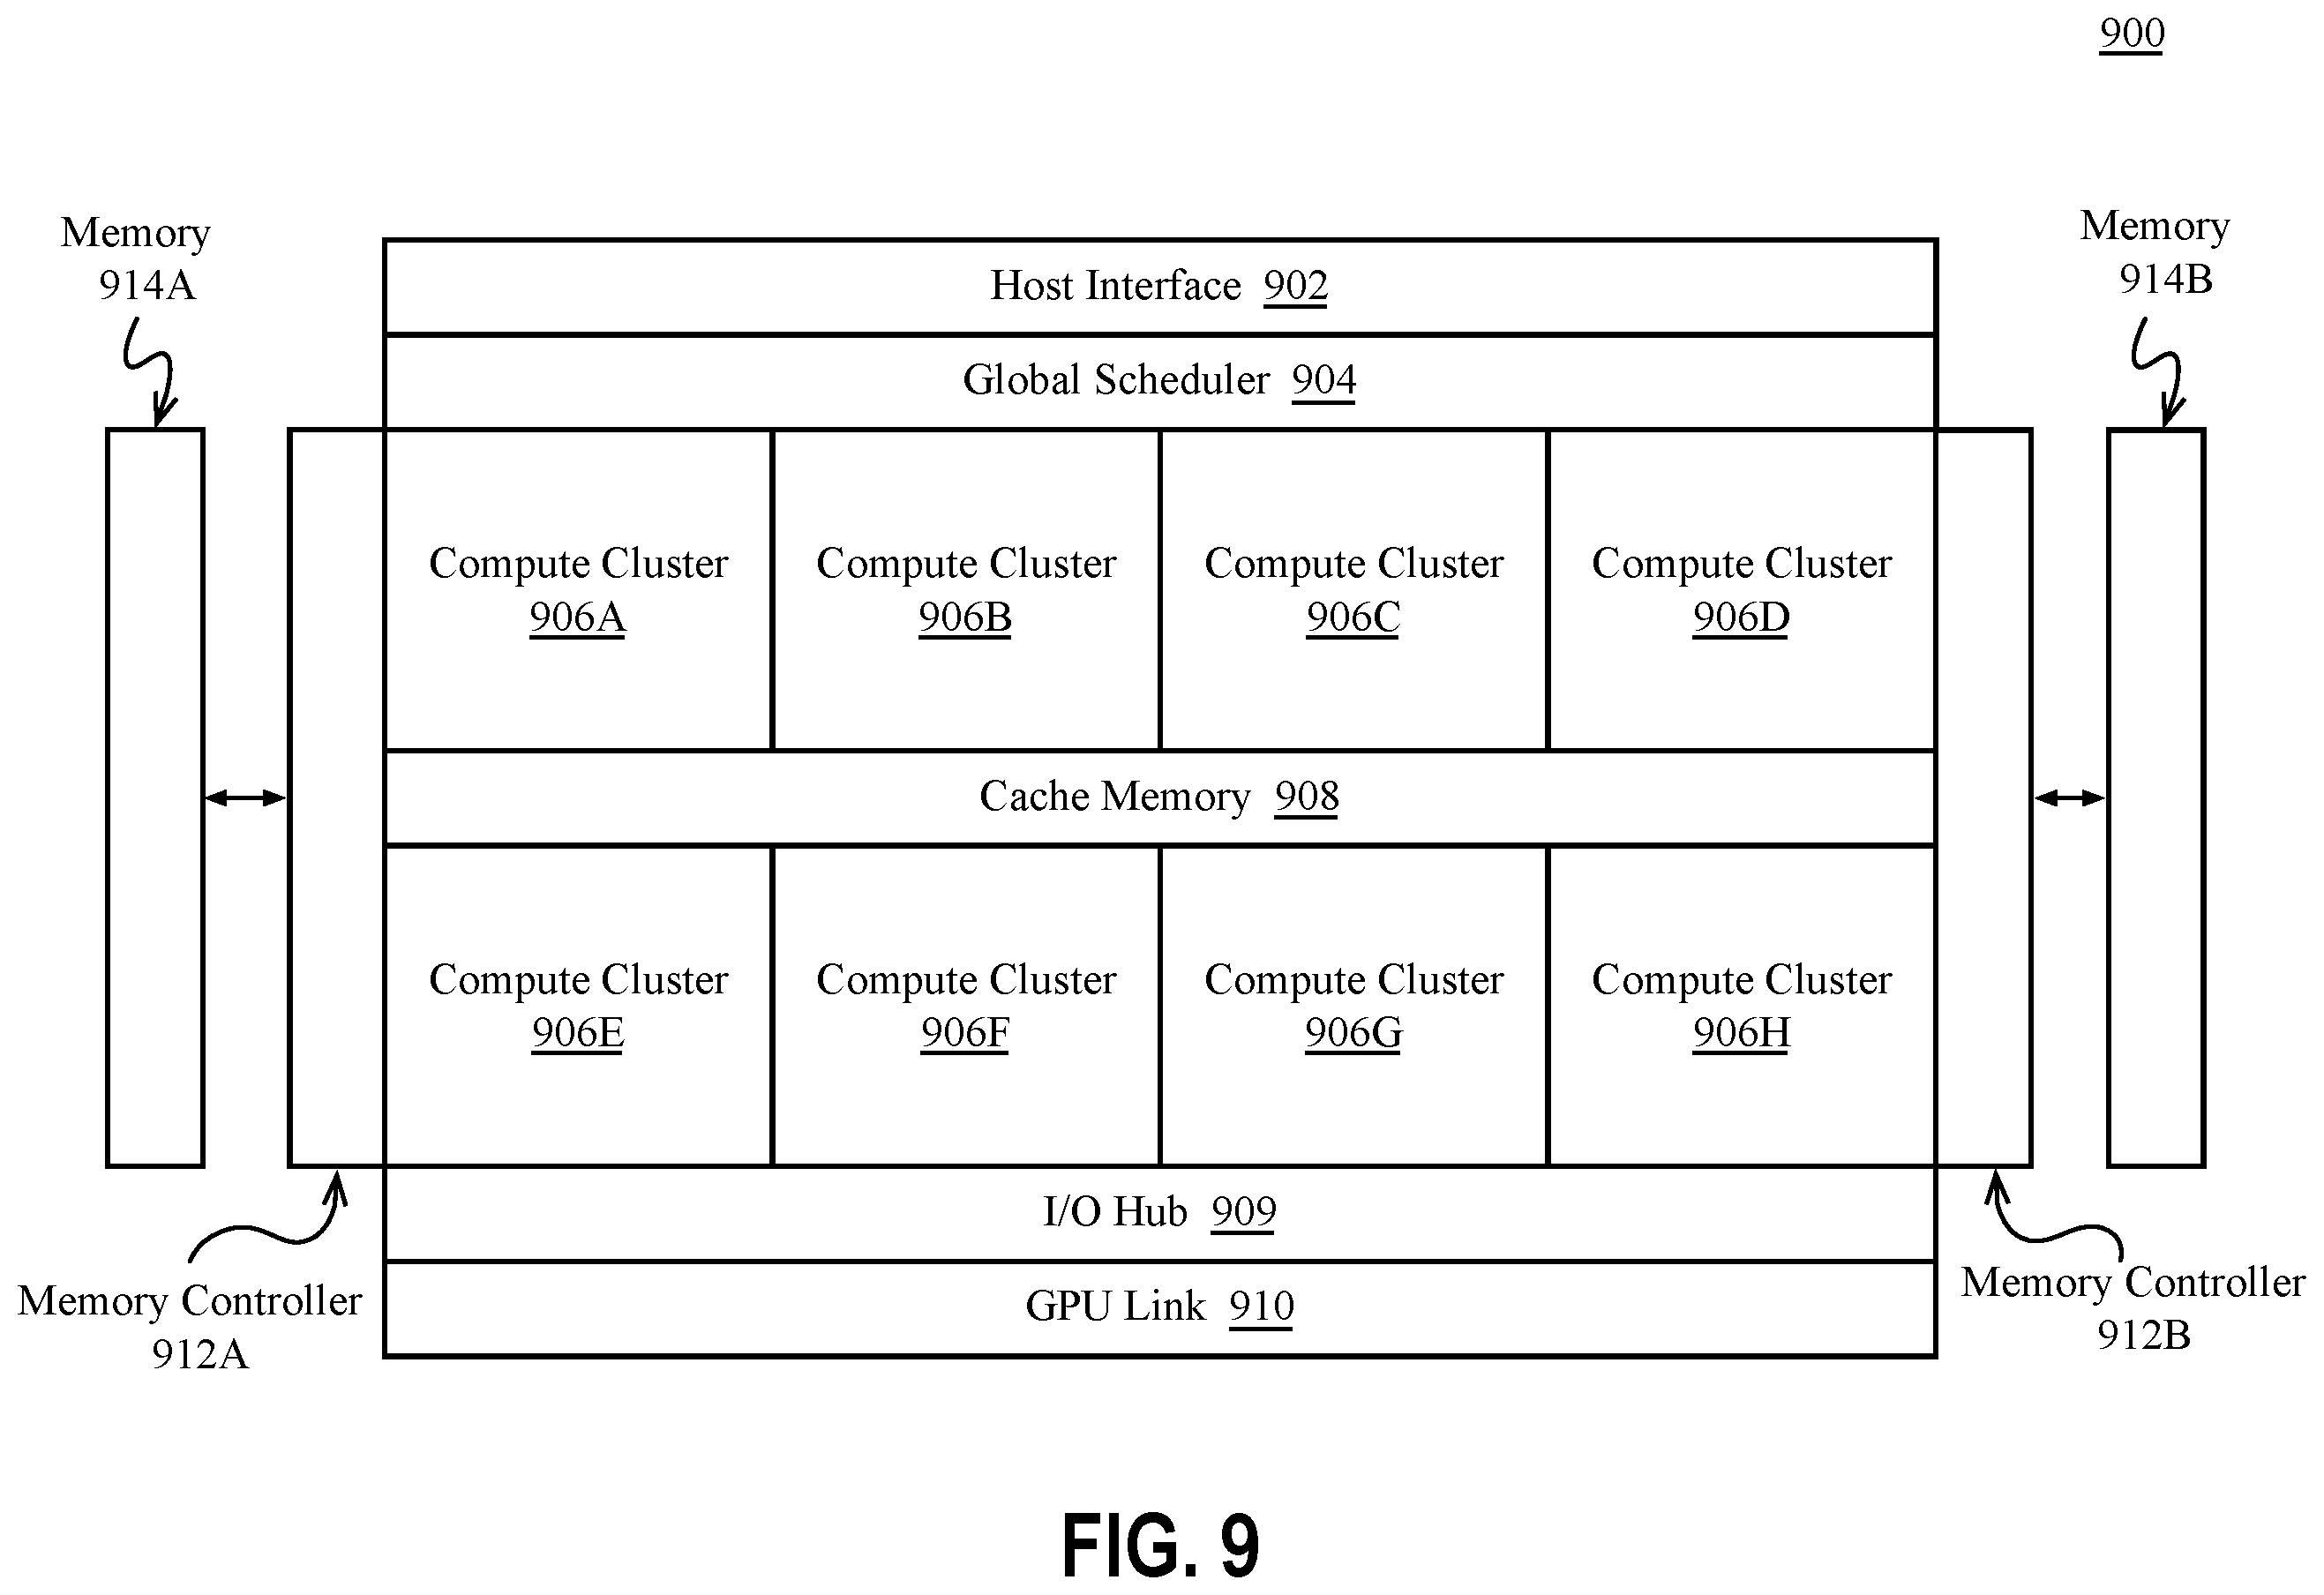 900
Memory
914A
Memory
914B
Host Interface 902
Global Scheduler 904
Compute Cluster
906A
Compute Cluster
906B
Compute Cluster
906C
Compute Cluster
906D
Cache Memory 908
Compute Cluster
906E
Compute Cluster
906F
Compute Cluster
906G
Compute Cluster
906H
I/O Hub 909
GPU Link 910
Memory Controller
912A
Memory Controller
912B
FIG. 9